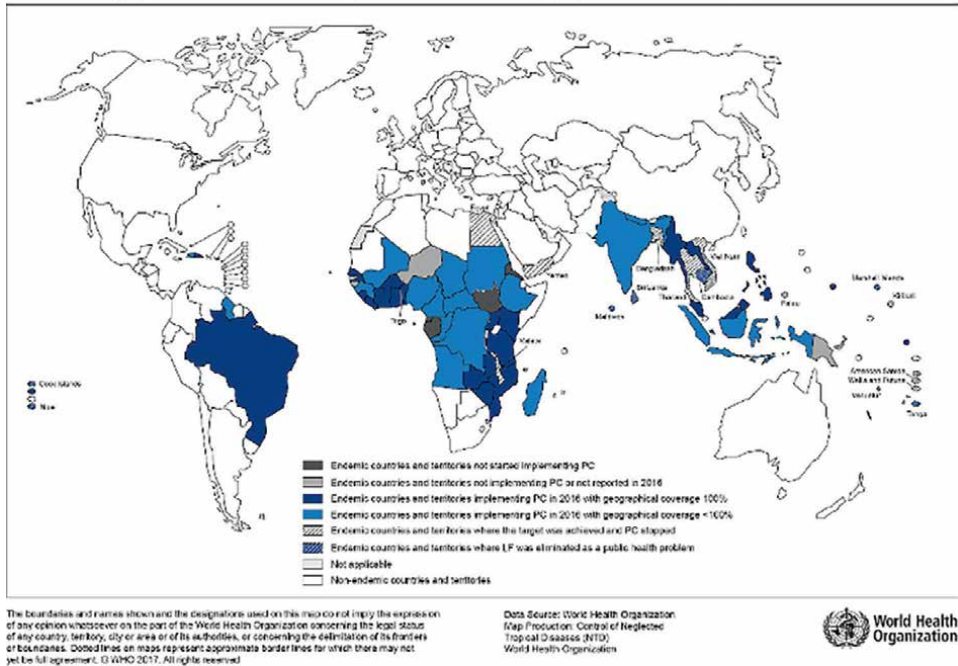 Egypt
Yemen
Bangladesh
Viet Nam
Sri Lanka
Thailand
Cambodia
Maldives
Palau
Marshall Islands
Kiribati
Togo
Malawi
American Samoa
Wallis and Futuna
Vanuatu
Tonga
Cook Islands
Niue
Endemic countries and territories not started implementing PC
Endemic countries and territories not implementing PC or not reported in 2016
Endemic countries and territories implementing PC in 2016 with geographical coverage 100%
Endemic countries and territories implementing PC in 2016 with geographical coverage <100%
Endemic countries and territories where the target was achieved and PC stopped
Endemic countries and territories where LF was eliminated as a public health problem
Not applicable
Non-endemic countries and territories
The boundaries and names shown and the designations used on this map do not imply the expression
of any opinion whatsoever on the part of the World Health Organization concerning the legal status
of any country, territory, city or area or of its authorities, or concerning the delimitation of its frontiers
or boundaries. Dotted lines on maps represent approximate border lines for which there may not
yet be full agreement. © WHO 2017. All rights reserved
Data Source: World Health Organization
Map Production: Control of Neglected
Tropical Diseases (NTD)
World Health Organization
World Health
Organization